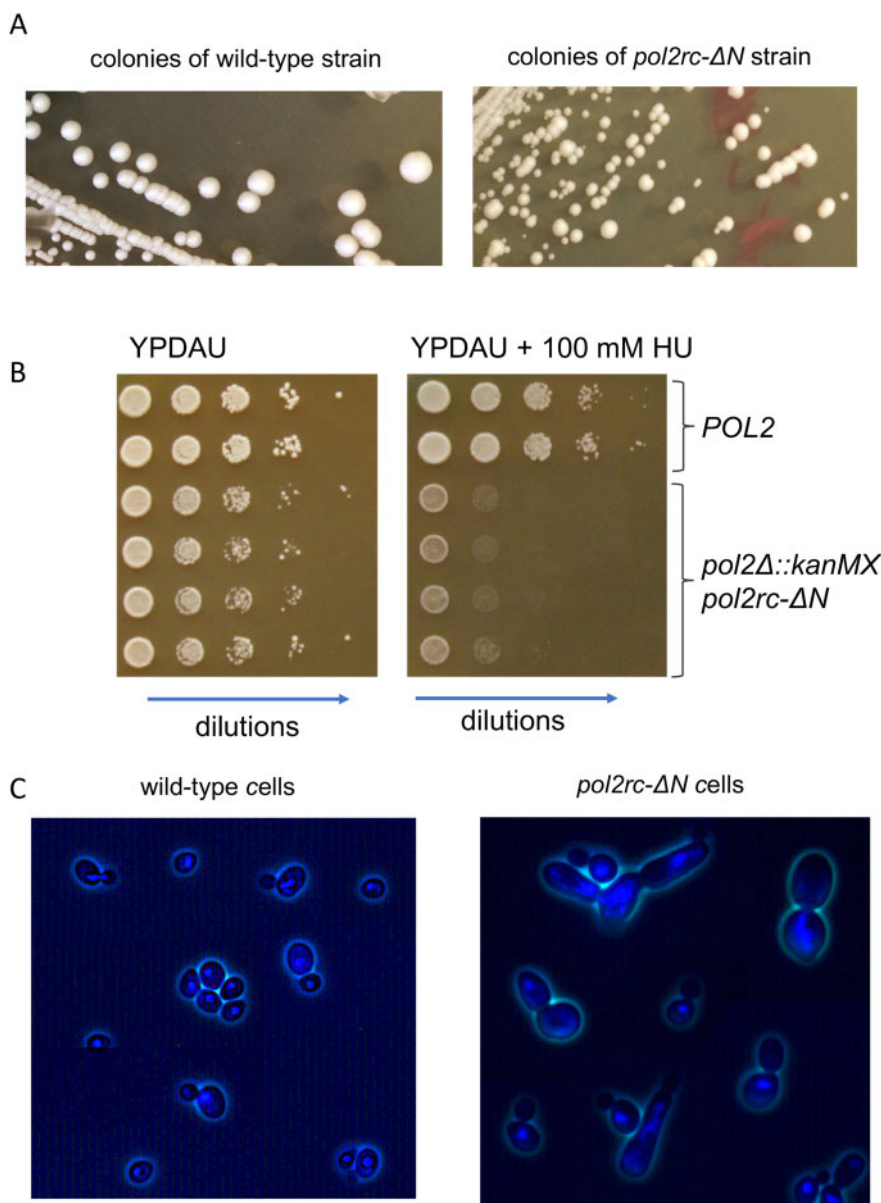 A
colonies of wild-type strain
colonies of pol2rc-ΔN strain
B
YPDAU
YPDAU + 100 mM HU
POL2
pol2Δ::kanMX
pol2rc-ΔN
dilutions
dilutions
C
wild-type cells
pol2rc-ΔN cells